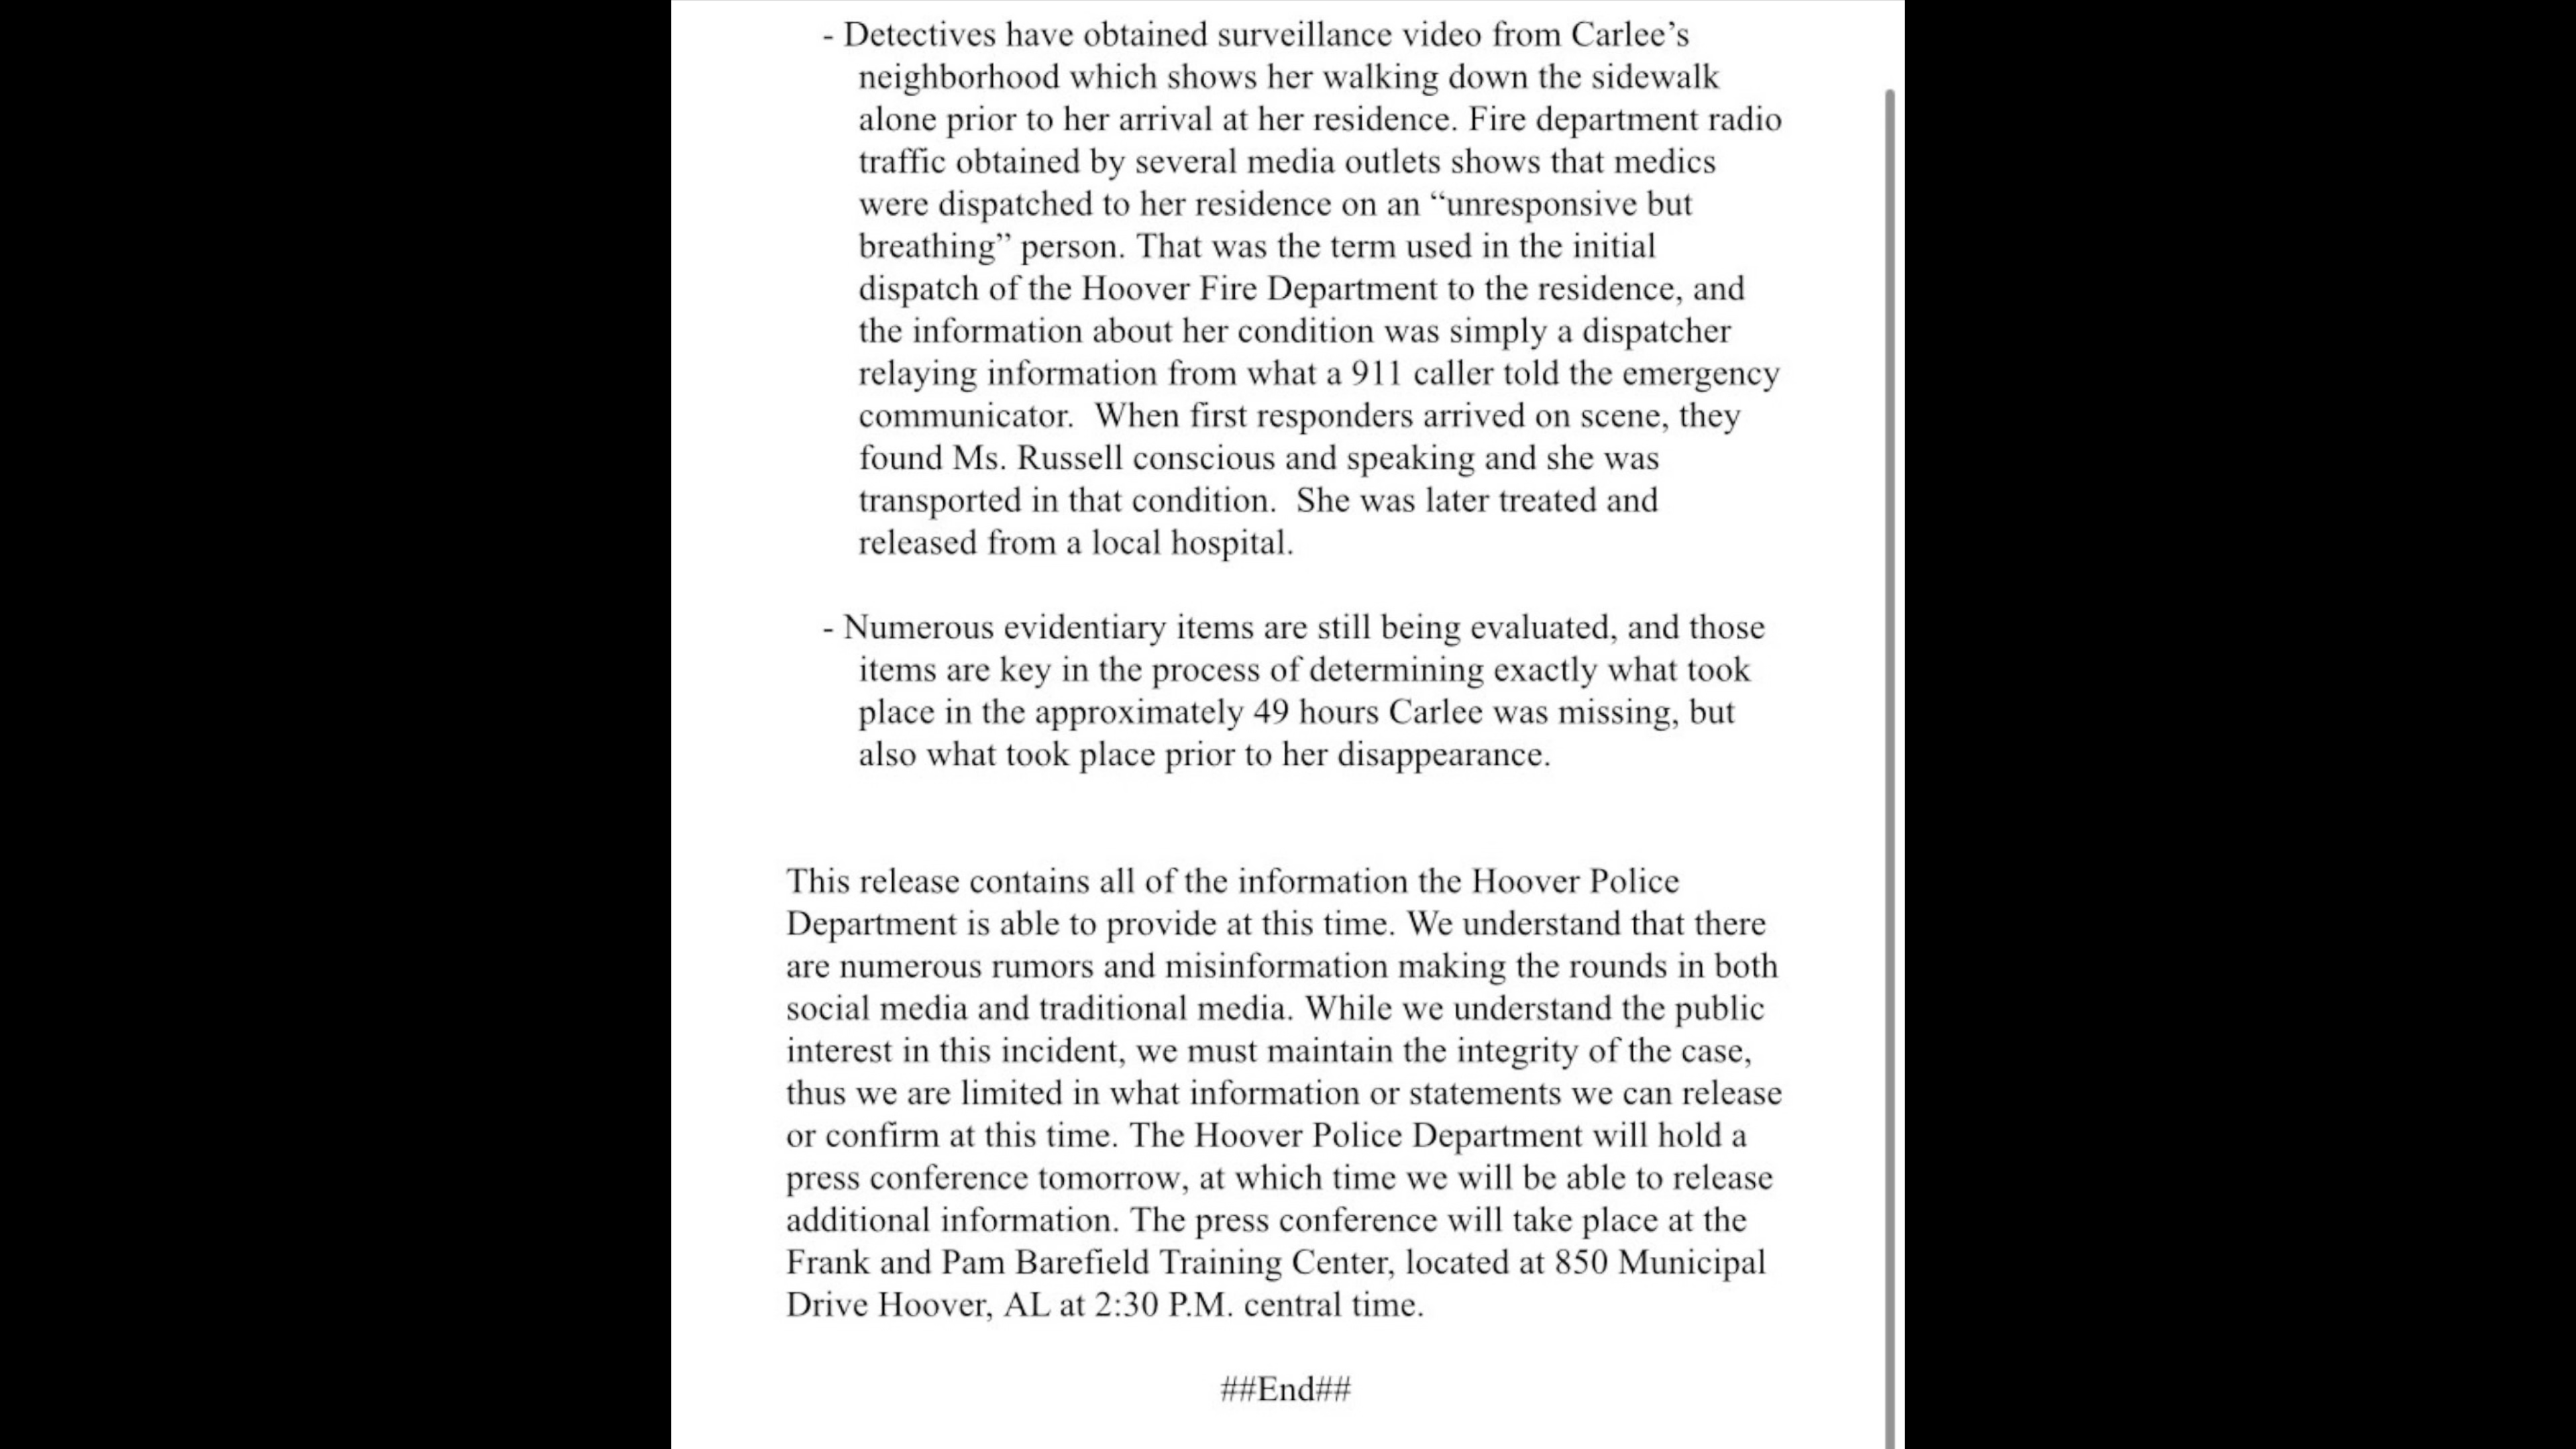 - Detectives have obtained surveillance video from Carlee’s
neighborhood which shows her walking down the sidewalk
alone prior to her arrival at her residence. Fire department radio
traffic obtained by several media outlets shows that medics
were dispatched to her residence on an “unresponsive but
breathing” person. That was the term used in the initial
dispatch of the Hoover Fire Department to the residence, and
the information about her condition was simply a dispatcher
relaying information from what a 911 caller told the emergency
communicator.  When first responders arrived on scene, they
found Ms. Russell conscious and speaking and she was
transported in that condition.  She was later treated and
released from a local hospital.
- Numerous evidentiary items are still being evaluated, and those
items are key in the process of determining exactly what took
place in the approximately 49 hours Carlee was missing, but
also what took place prior to her disappearance.
This release contains all of the information the Hoover Police
Department is able to provide at this time. We understand that there
are numerous rumors and misinformation making the rounds in both
social media and traditional media. While we understand the public
interest in this incident, we must maintain the integrity of the case,
thus we are limited in what information or statements we can release
or confirm at this time. The Hoover Police Department will hold a
press conference tomorrow, at which time we will be able to release
additional information. The press conference will take place at the
Frank and Pam Barefield Training Center, located at 850 Municipal
Drive Hoover, AL at 2:30 P.M. central time.
##End##